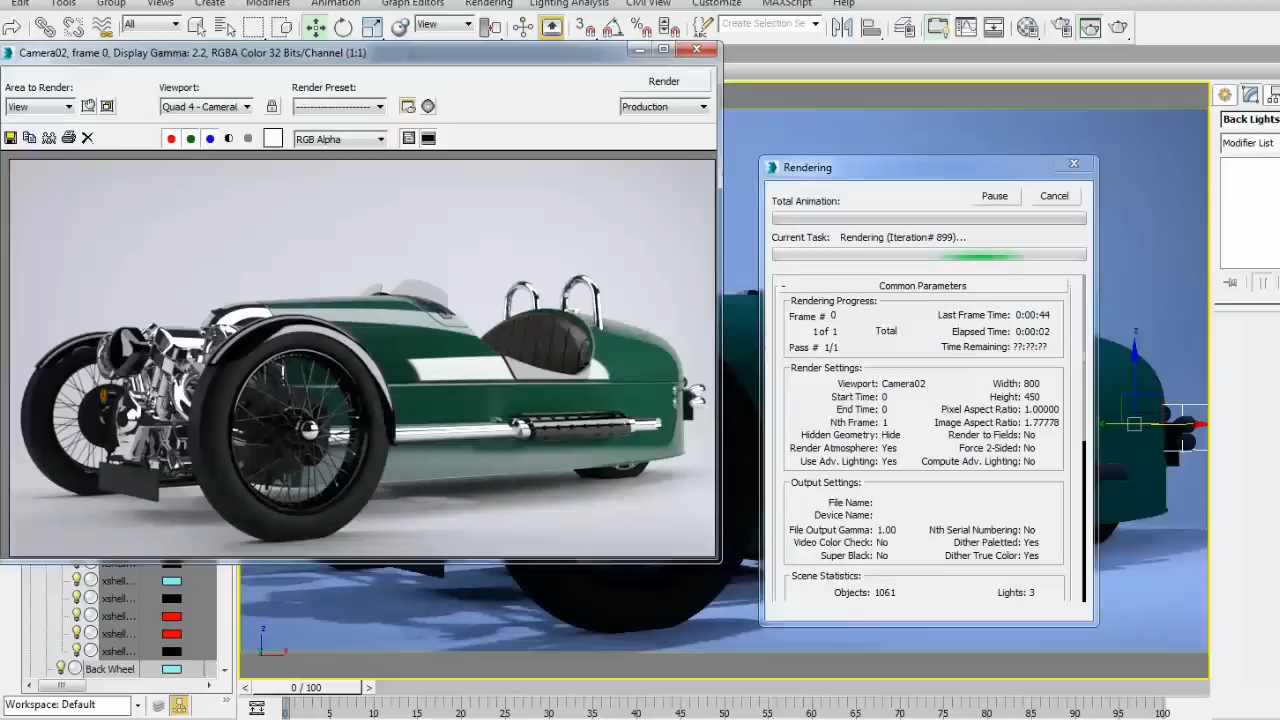 Edit Tools Group Views Create Modifiers Animation Graph Editors Rendering Lighting Analysis Civil View Customize MAXScript Help
All View 3 Create Selection Se
Camera02, frame 0, Display Gamma: 2.2, RGBA Color 32 Bits/Channel (1:1)
Area to Render: Viewport: Render Preset: Render
View Quad 4 - Camera( Production
RGB Alpha
Rendering
Total Animation: Pause Cancel
Current Task: Rendering (Iteration# 899)...
- Common Parameters
Rendering Progress:
Frame # 0 Last Frame Time: 0:00:44
1 of 1 Total Elapsed Time: 0:00:02
Pass # 1/1 Time Remaining: ??:??:??
Render Settings:
Viewport: Camera02 Width: 800
Start Time: 0 Height: 450
End Time: 0 Pixel Aspect Ratio: 1.00000
Nth Frame: 1 Image Aspect Ratio: 1.77778
Hidden Geometry: Hide Render to Fields: No
Render Atmosphere: Yes Force 2-Sided: No
Use Adv. Lighting: Yes Compute Adv. Lighting: No
Output Settings:
File Name:
Device Name:
File Output Gamma: 1.00 Nth Serial Numbering: No
Video Color Check: No Dither Paletted: Yes
Super Black: No Dither True Color: Yes
Scene Statistics:
Objects: 1061 Lights: 3
Back Lights
Modifier List
z
x
xshell...
xshell...
xshell...
xshell...
xshell...
Back Wheel
z
x
< 0 / 100 >
Workspace: Default
0 5 10 15 20 25 30 35 40 45 50 55 60 65 70 75 80 85 90 95 100